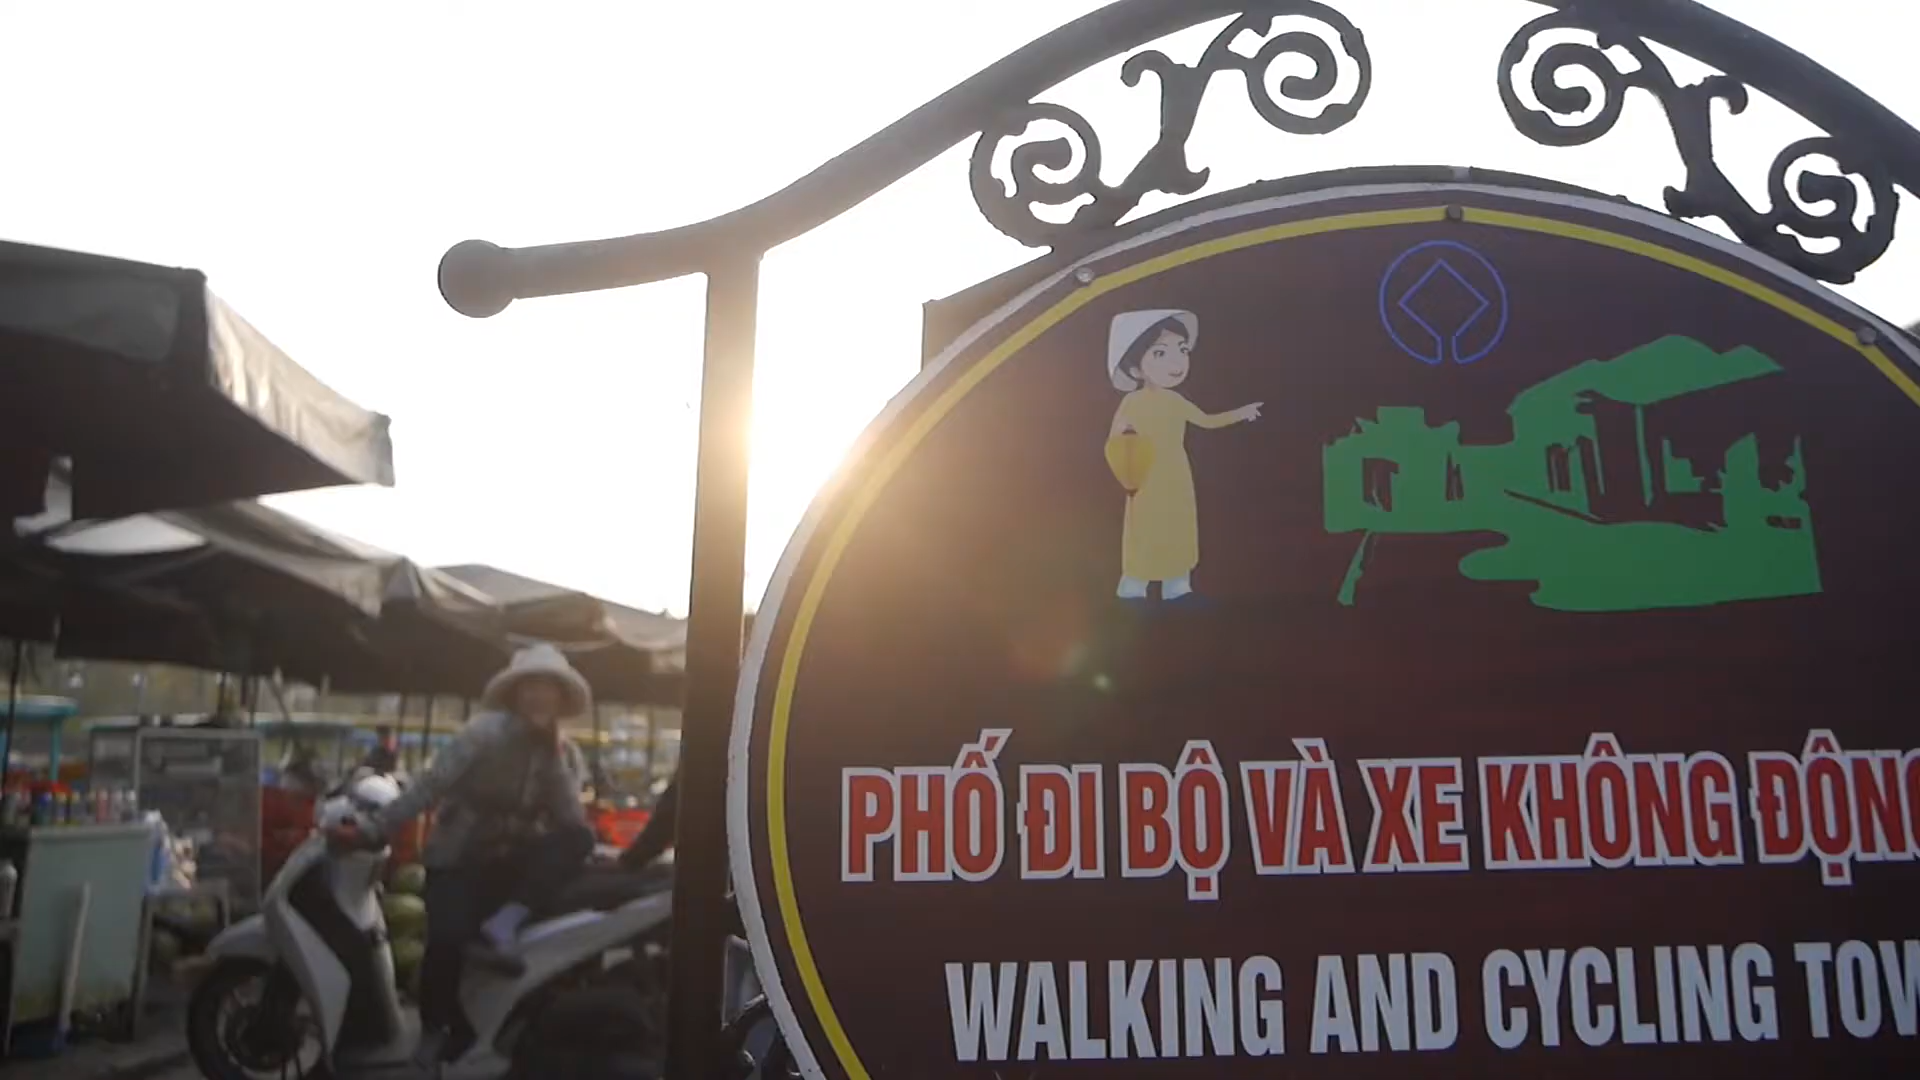 PHỐ ĐI BỘ VÀ XE KHÔNG ĐỘNG
WALKING AND CYCLING TOW